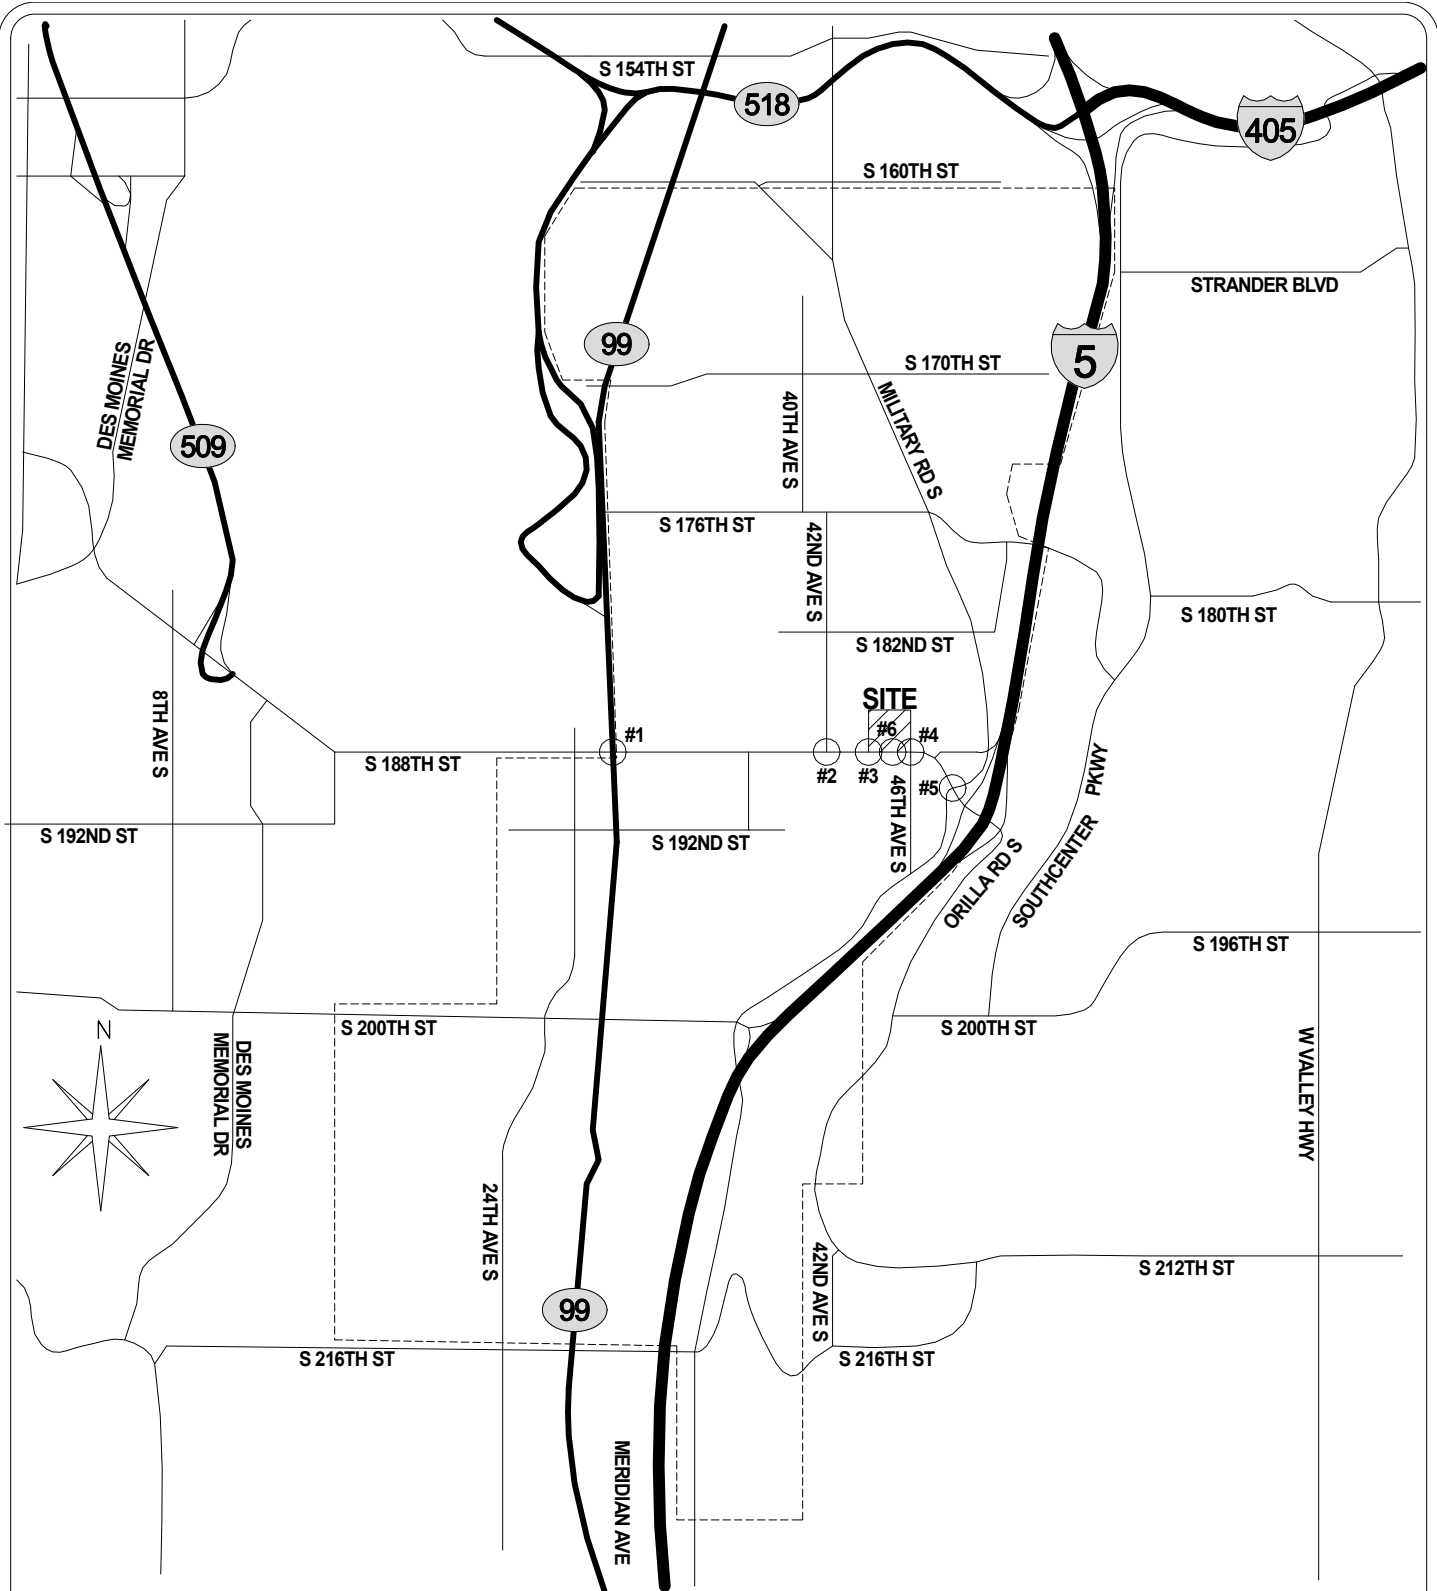 S 154TH ST
518
405
S 160TH ST
STRANDER BLVD
99
5
DES MOINES
MEMORIAL DR
S 170TH ST
40TH AVE S
MILITARY RD S
509
S 176TH ST
42ND AVE S
S 180TH ST
S 182ND ST
8TH AVE S
SITE
#1
#6
#4
S 188TH ST
#2
#3
#5
46TH AVE S
SOUTHCENTER PKWY
S 192ND ST
S 192ND ST
ORILLA RD S
S 196TH ST
N
S 200TH ST
S 200TH ST
W VALLEY HWY
DES MOINES
MEMORIAL DR
24TH AVE S
42ND AVE S
S 212TH ST
99
S 216TH ST
S 216TH ST
MERIDIAN AVE